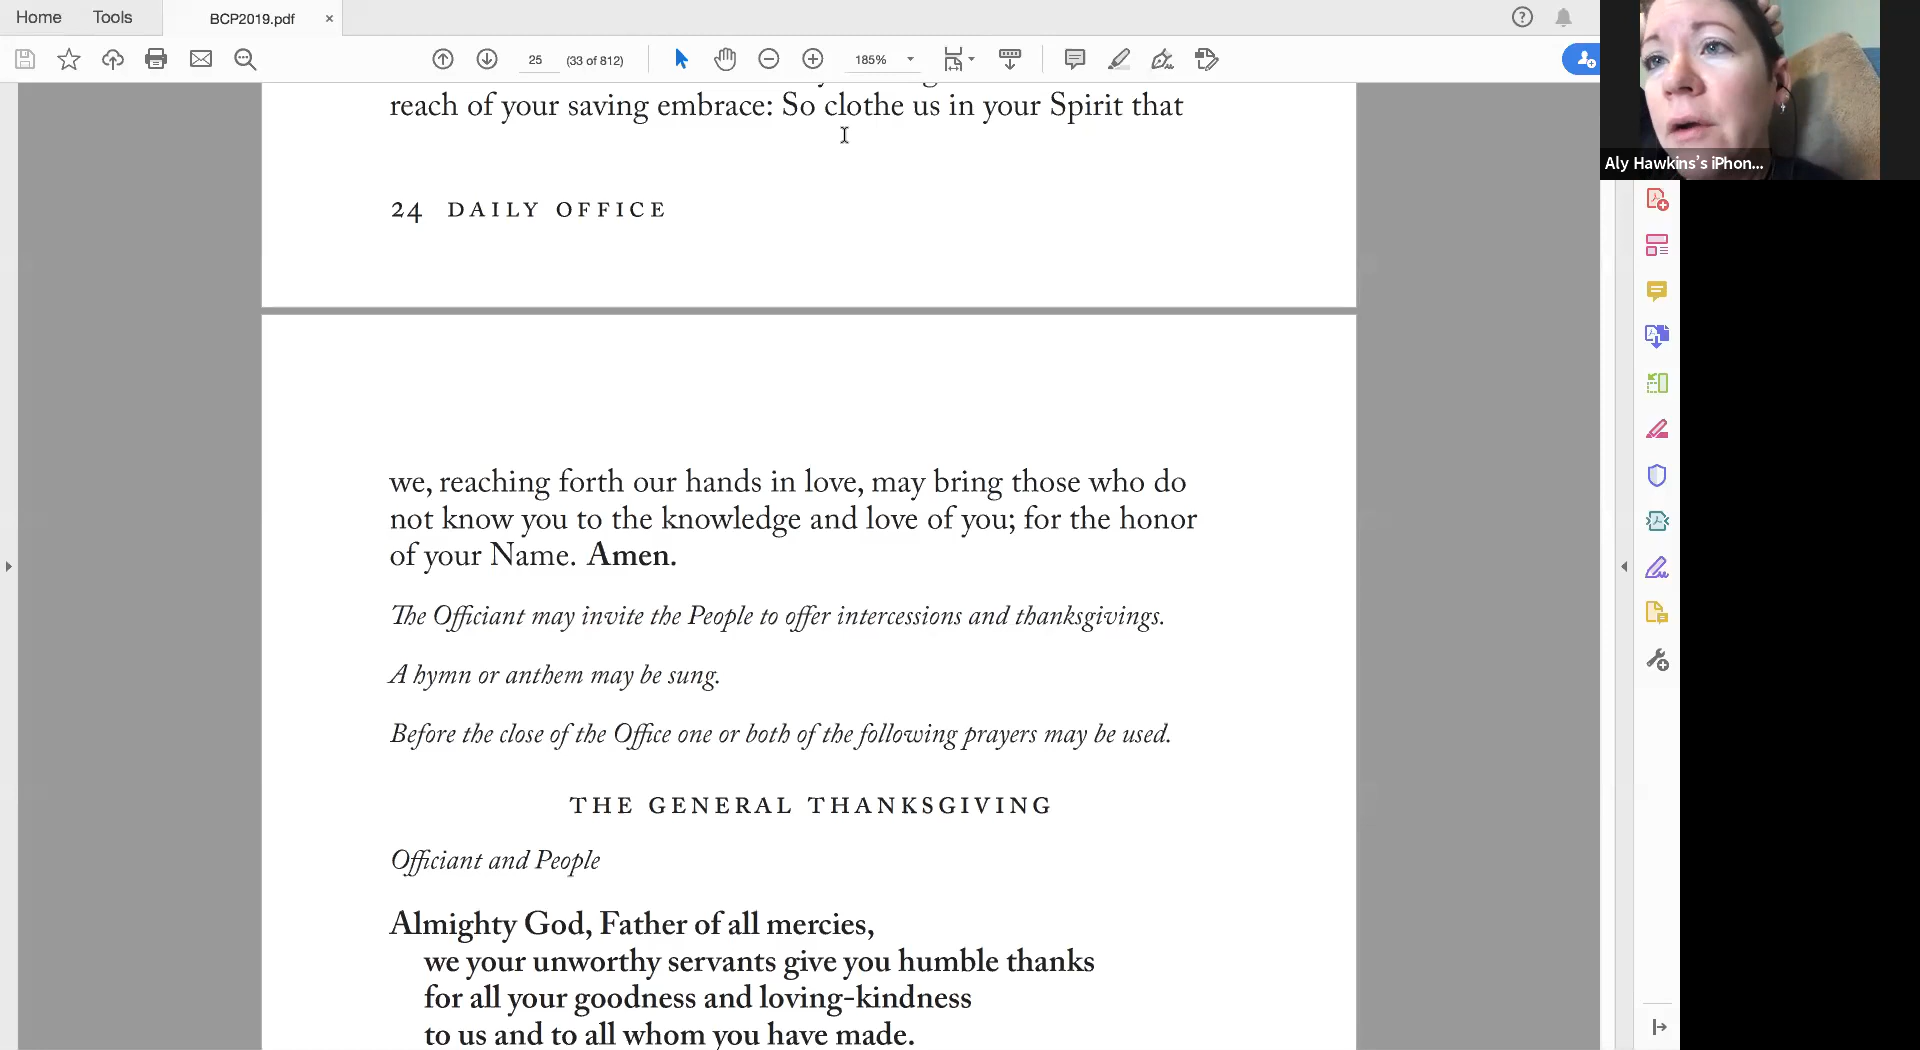 Home Tools BCP2019.pdf ×
25 (33 of 812) 185%
reach of your saving embrace: So clothe us in your Spirit that
24 DAILY OFFICE
we, reaching forth our hands in love, may bring those who do
not know you to the knowledge and love of you; for the honor
of your Name. Amen.
The Officiant may invite the People to offer intercessions and thanksgivings.
A hymn or anthem may be sung.
Before the close of the Office one or both of the following prayers may be used.
THE GENERAL THANKSGIVING
Officiant and People
Almighty God, Father of all mercies,
we your unworthy servants give you humble thanks
for all your goodness and loving-kindness
to us and to all whom you have made.
Aly Hawkins's iPhon...